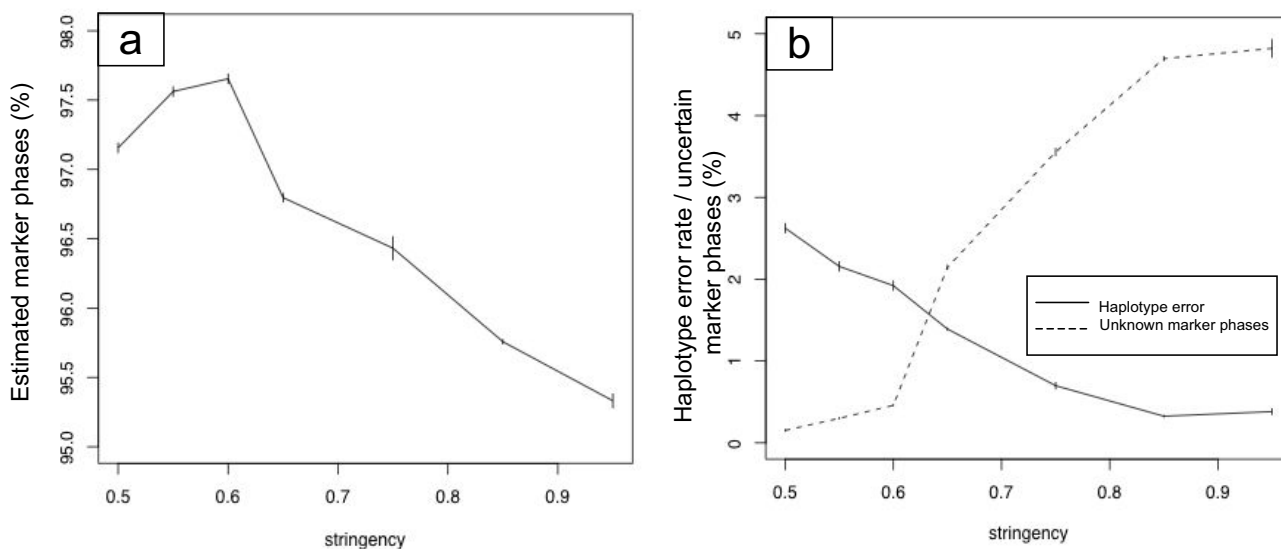 a
Estimated marker phases (%)
98.0
97.5
97.0
96.5
96.0
95.5
95.0
0.5 0.6 0.7 0.8 0.9
stringency
b
Haplotype error rate / uncertain
marker phases (%)
5
4
3
2
1
0
Haplotype error
Unknown marker phases
0.5 0.6 0.7 0.8 0.9
stringency